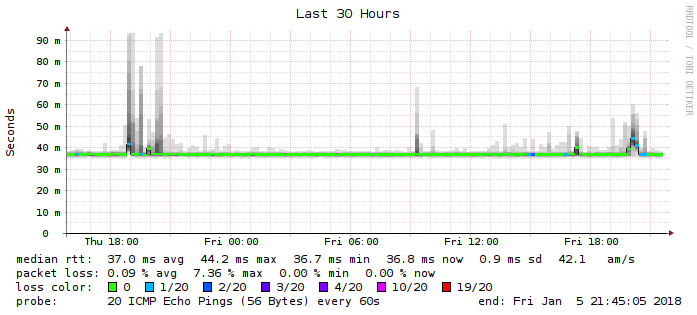 Last 30 Hours
RRDTOOL / TOBI OETIKER
Seconds
90 m
80 m
70 m
60 m
50 m
40 m
30 m
20 m
10 m
0
Thu 18:00 Fri 00:00 Fri 06:00 Fri 12:00 Fri 18:00
median rtt: 37.0 ms avg 44.2 ms max 36.7 ms min 36.8 ms now 0.9 ms sd 42.1 am/s
packet loss: 0.09 % avg 7.36 % max 0.00 % min 0.00 % now
loss color: 0 1/20 2/20 3/20 4/20 10/20 19/20
probe: 20 ICMP Echo Pings (56 Bytes) every 60s end: Fri Jan 5 21:45:05 2018